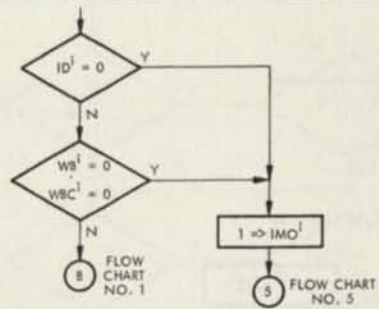 ID^i = 0
Y
N
WB^i = 0
·
WBC^i = 0
Y
N
1 => IMO^i
8
FLOW
CHART
NO. 1
5
FLOW CHART
NO. 5